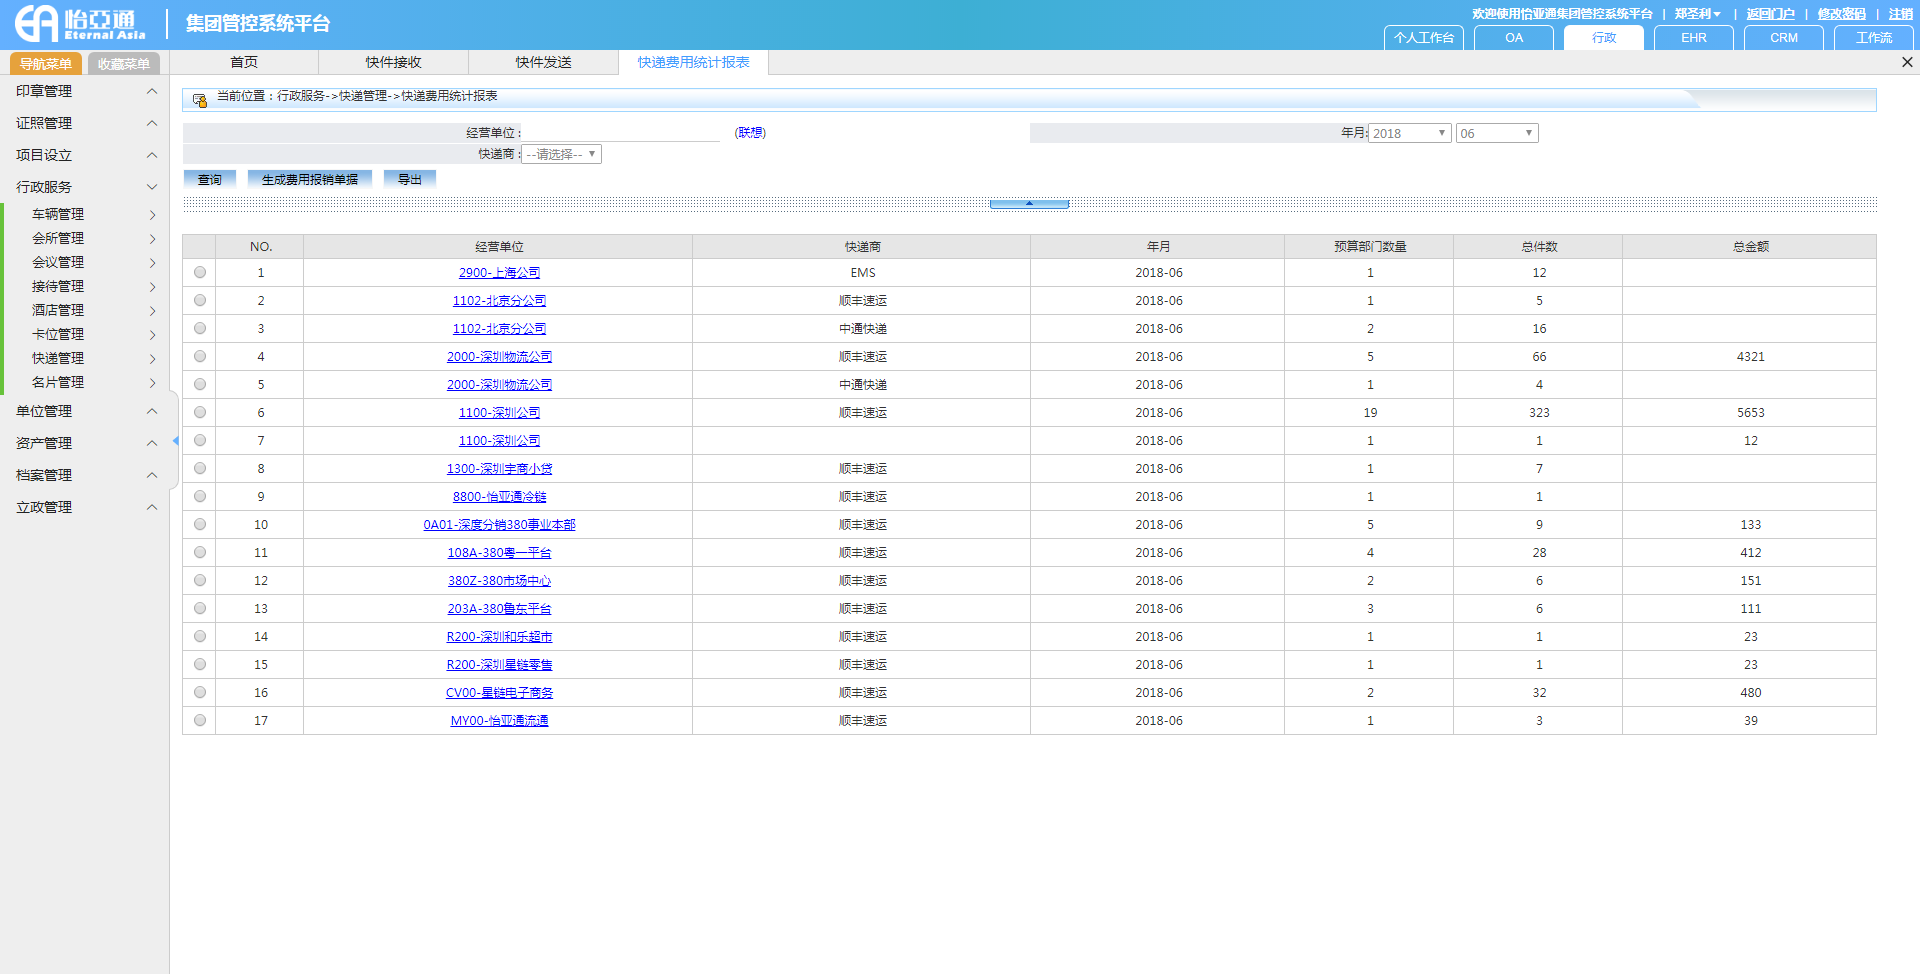 怡亞通
Eternal Asia
集团管控系统平台
欢迎使用怡亚通集团管控系统平台 | 郑圣利 | 返回门户 | 修改密码 | 注销
个人工作台 OA 行政 EHR CRM 工作流
导航菜单 收藏菜单
首页 快件接收 快件发送 快递费用统计报表
印章管理
证照管理
项目设立
行政服务
车辆管理
会所管理
会议管理
接待管理
酒店管理
卡位管理
快递管理
名片管理
单位管理
资产管理
档案管理
立政管理
当前位置：行政服务->快递管理->快递费用统计报表
经营单位： (联想) 年月: 2018 06
快递商： --请选择--
查询 生成费用报销单据 导出
NO. 经营单位 快递商 年月 预算部门数量 总件数 总金额
1 2900-上海公司 EMS 2018-06 1 12
2 1102-北京分公司 顺丰速运 2018-06 1 5
3 1102-北京分公司 中通快递 2018-06 2 16
4 2000-深圳物流公司 顺丰速运 2018-06 5 66 4321
5 2000-深圳物流公司 中通快递 2018-06 1 4
6 1100-深圳公司 顺丰速运 2018-06 19 323 5653
7 1100-深圳公司 2018-06 1 1 12
8 1300-深圳宇商小贷 顺丰速运 2018-06 1 7
9 8800-怡亚通冷链 顺丰速运 2018-06 1 1
10 0A01-深度分销380事业本部 顺丰速运 2018-06 5 9 133
11 108A-380粤一平台 顺丰速运 2018-06 4 28 412
12 380Z-380市场中心 顺丰速运 2018-06 2 6 151
13 203A-380鲁东平台 顺丰速运 2018-06 3 6 111
14 R200-深圳和乐超市 顺丰速运 2018-06 1 1 23
15 R200-深圳星链零售 顺丰速运 2018-06 1 1 23
16 CV00-星链电子商务 顺丰速运 2018-06 2 32 480
17 MY00-怡亚通流通 顺丰速运 2018-06 1 3 39